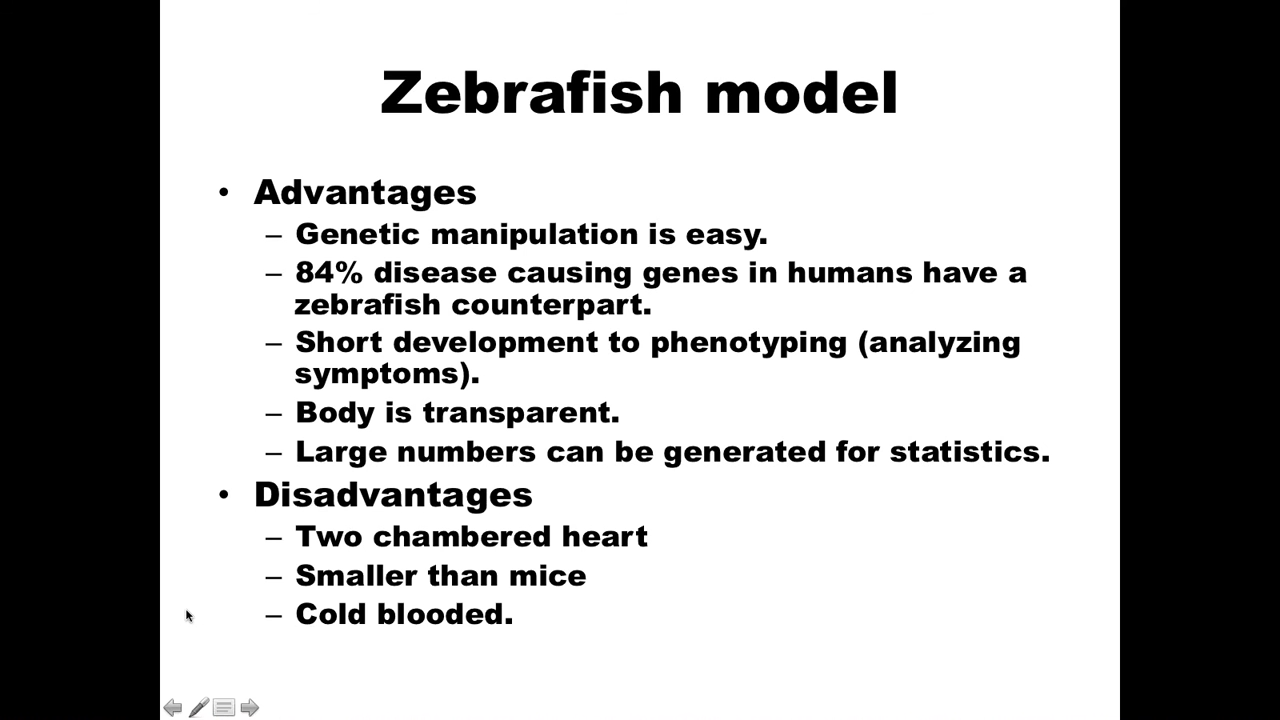 Zebrafish model
• Advantages
– Genetic manipulation is easy.
– 84% disease causing genes in humans have a
zebrafish counterpart.
– Short development to phenotyping (analyzing
symptoms).
– Body is transparent.
– Large numbers can be generated for statistics.
• Disadvantages
– Two chambered heart
– Smaller than mice
– Cold blooded.